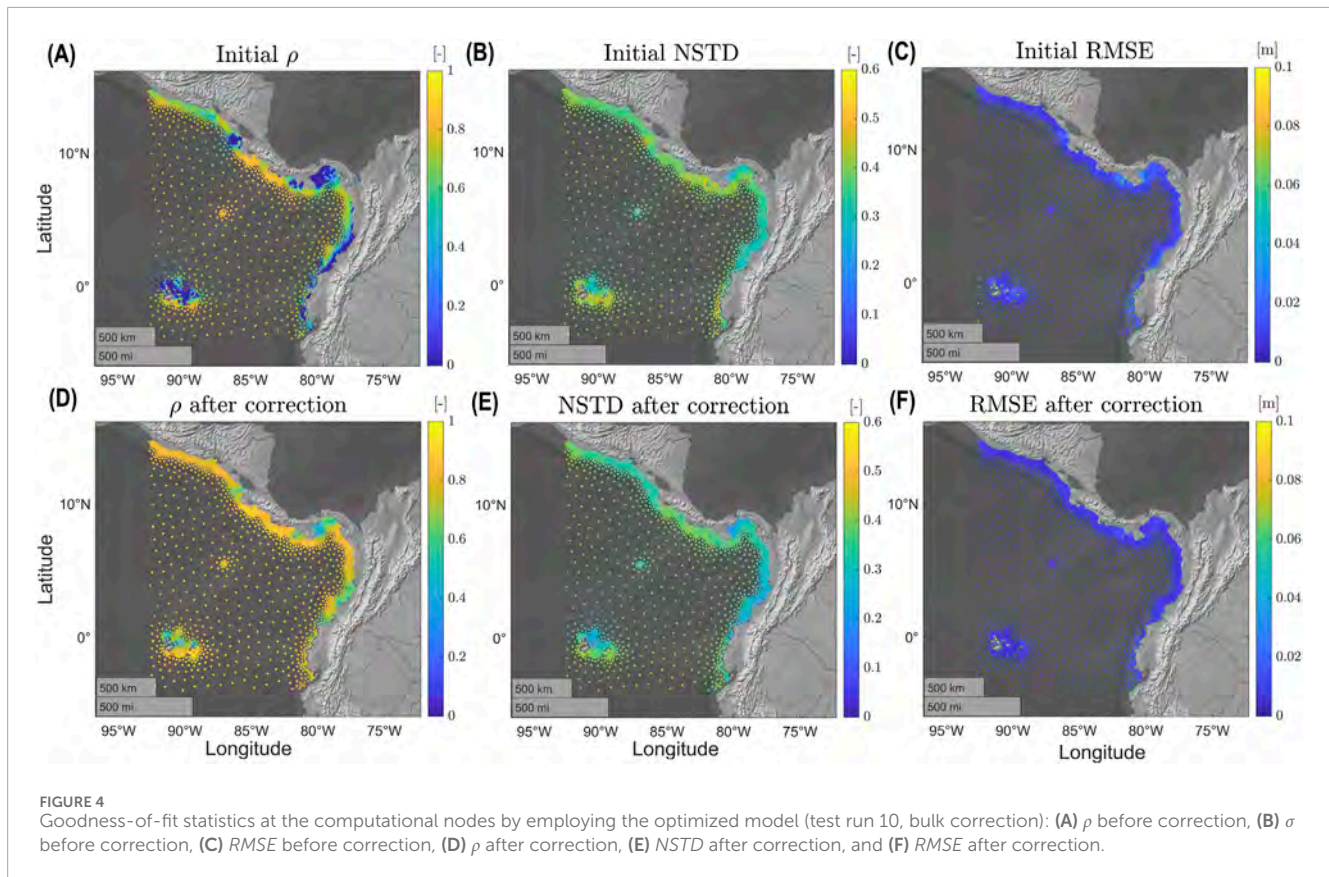 (A)
Initial ρ
[-]
(B)
Initial NSTD
[-]
(C)
Initial RMSE
[m]
1
0.8
0.6
0.4
0.2
0
0.6
0.5
0.4
0.3
0.2
0.1
0
0.1
0.08
0.06
0.04
0.02
0
10°N
0°
Latitude
500 km
500 mi
500 km
500 mi
500 km
500 mi
95°W 90°W 85°W 80°W 75°W
95°W 90°W 85°W 80°W 75°W
95°W 90°W 85°W 80°W 75°W
(D)
ρ after correction
[-]
(E)
NSTD after correction
[-]
(F)
RMSE after correction
[m]
1
0.8
0.6
0.4
0.2
0
0.6
0.5
0.4
0.3
0.2
0.1
0
0.1
0.08
0.06
0.04
0.02
0
10°N
0°
Latitude
500 km
500 mi
500 km
500 mi
500 km
500 mi
95°W 90°W 85°W 80°W 75°W
95°W 90°W 85°W 80°W 75°W
95°W 90°W 85°W 80°W 75°W
Longitude
Longitude
FIGURE 4
Goodness-of-fit statistics at the computational nodes by employing the optimized model (test run 10, bulk correction): (A) ρ before correction, (B) σ
before correction, (C) RMSE before correction, (D) ρ after correction, (E) NSTD after correction, and (F) RMSE after correction.